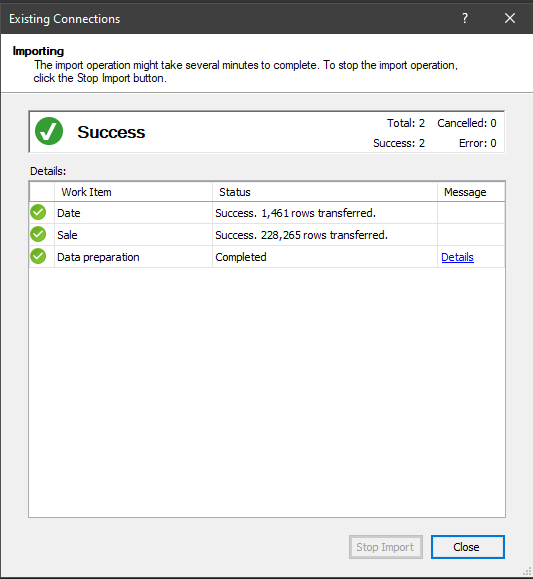 Existing Connections
?
Importing
The import operation might take several minutes to complete. To stop the import operation,
click the Stop Import button.
Success
Total: 2 Cancelled: 0
Success: 2 Error: 0
Details:
Work Item Status Message
Date Success. 1,461 rows transferred.
Sale Success. 228,265 rows transferred.
Data preparation Completed Details
Stop Import Close